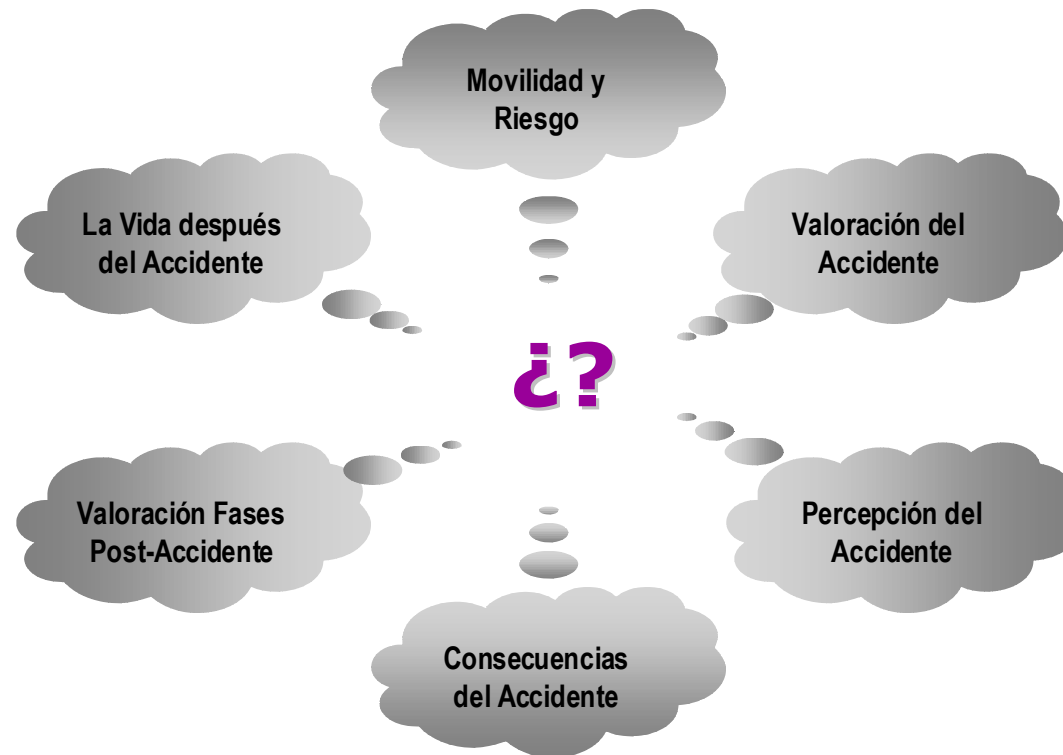 Movilidad y
Riesgo
La Vida después
del Accidente
Valoración del
Accidente
¿?
Valoración Fases
Post-Accidente
Percepción del
Accidente
Consecuencias
del Accidente